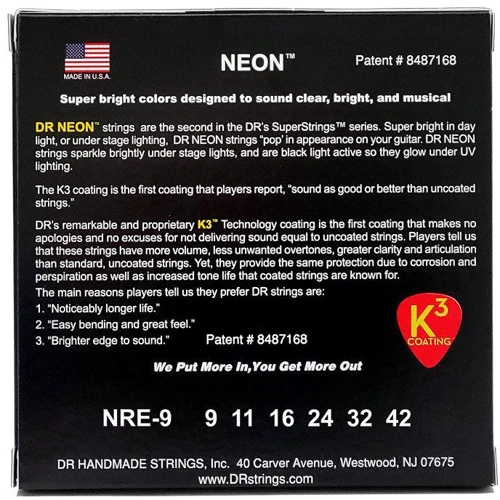 NEON™
Patent # 8487168
MADE IN U.S.A.
Super bright colors designed to sound clear, bright, and musical
DR NEON™ strings are the second in the DR's SuperStrings™ series. Super bright in day
light, or under stage lighting, DR NEON strings "pop' in appearance on your guitar. DR NEON
strings sparkle brightly under stage lights, and are black light active so they glow under UV
lighting.
The K3 coating is the first coating that players report, "sound as good or better than uncoated
strings."
DR's remarkable and proprietary K3™ Technology coating is the first coating that makes no
apologies and no excuses for not delivering sound equal to uncoated strings. Players tell us
that these strings have more volume, less unwanted overtones, greater clarity and articulation
than standard, uncoated strings. Yet, they provide the same protection due to corrosion and
perspiration as well as increased tone life that coated strings are known for.
The main reasons players tell us they prefer DR strings are:
1. "Noticeably longer life."
2. "Easy bending and great feel."
3. "Brighter edge to sound."
Patent # 8487168
K3
COATING
We Put More In,You Get More Out
NRE-9 9 11 16 24 32 42
DR HANDMADE STRINGS, Inc. 40 Carver Avenue, Westwood, NJ 07675
www.DRstrings.com